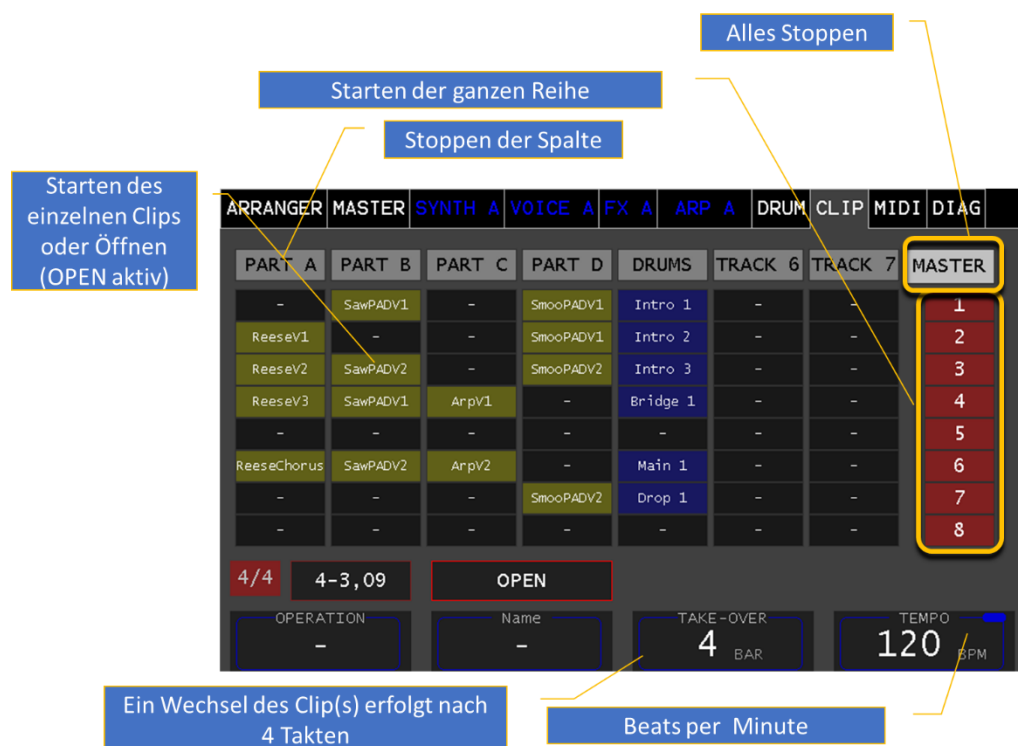 Alles Stoppen
Starten der ganzen Reihe
Stoppen der Spalte
Starten des
einzelnen Clips
oder Öffnen
(OPEN aktiv)
ARRANGER MASTER SYNTH A VOICE A FX A ARP A DRUM CLIP MIDI DIAG
PART A PART B PART C PART D DRUMS TRACK 6 TRACK 7 MASTER
- SawPADV1 - SmooPADV1 Intro 1 - - 1
ReeseV1 - - SmooPADV1 Intro 2 - - 2
ReeseV2 SawPADV2 - SmooPADV2 Intro 3 - - 3
ReeseV3 SawPADV1 ArpV1 - Bridge 1 - - 4
- - - - - - - 5
ReeseChorus SawPADV2 ArpV2 - Main 1 - - 6
- - - SmooPADV2 Drop 1 - - 7
- - - - - - - 8
4/4 4-3,09 OPEN
OPERATION Name TAKE-OVER TEMPO
- - 4 BAR 120 BPM
Ein Wechsel des Clip(s) erfolgt nach
4 Takten
Beats per Minute